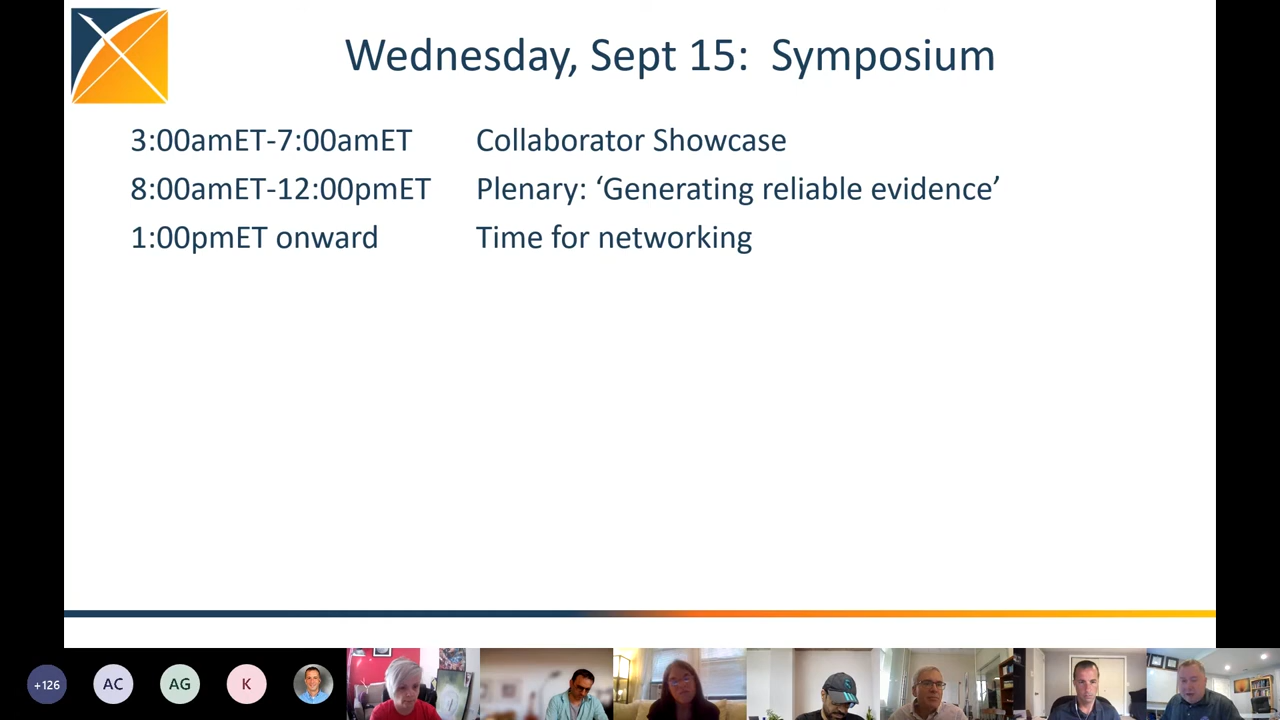 Wednesday, Sept 15: Symposium
3:00amET-7:00amET Collaborator Showcase
8:00amET-12:00pmET Plenary: ‘Generating reliable evidence’
1:00pmET onward Time for networking
+126 AC AG K